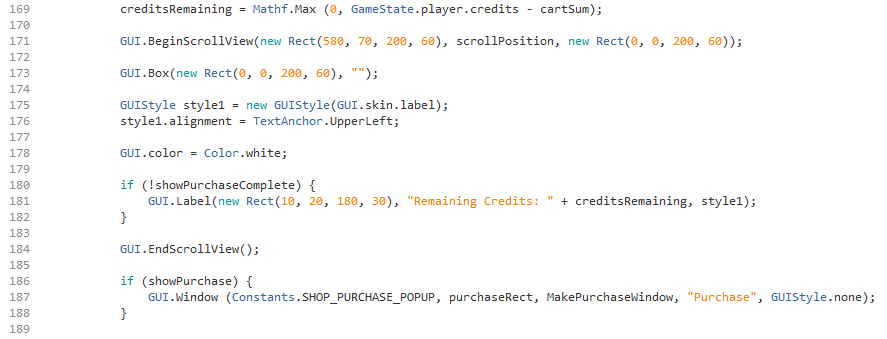 169 creditsRemaining = Mathf.Max (0, GameState.player.credits - cartSum);
170
171 GUI.BeginScrollView(new Rect(580, 70, 200, 60), scrollPosition, new Rect(0, 0, 200, 60));
172
173 GUI.Box(new Rect(0, 0, 200, 60), "");
174
175 GUIStyle style1 = new GUIStyle(GUI.skin.label);
176 style1.alignment = TextAnchor.UpperLeft;
177
178 GUI.color = Color.white;
179
180 if (!showPurchaseComplete) {
181 GUI.Label(new Rect(10, 20, 180, 30), "Remaining Credits: " + creditsRemaining, style1);
182 }
183
184 GUI.EndScrollView();
185
186 if (showPurchase) {
187 GUI.Window (Constants.SHOP_PURCHASE_POPUP, purchaseRect, MakePurchaseWindow, "Purchase", GUIStyle.none);
188 }
189